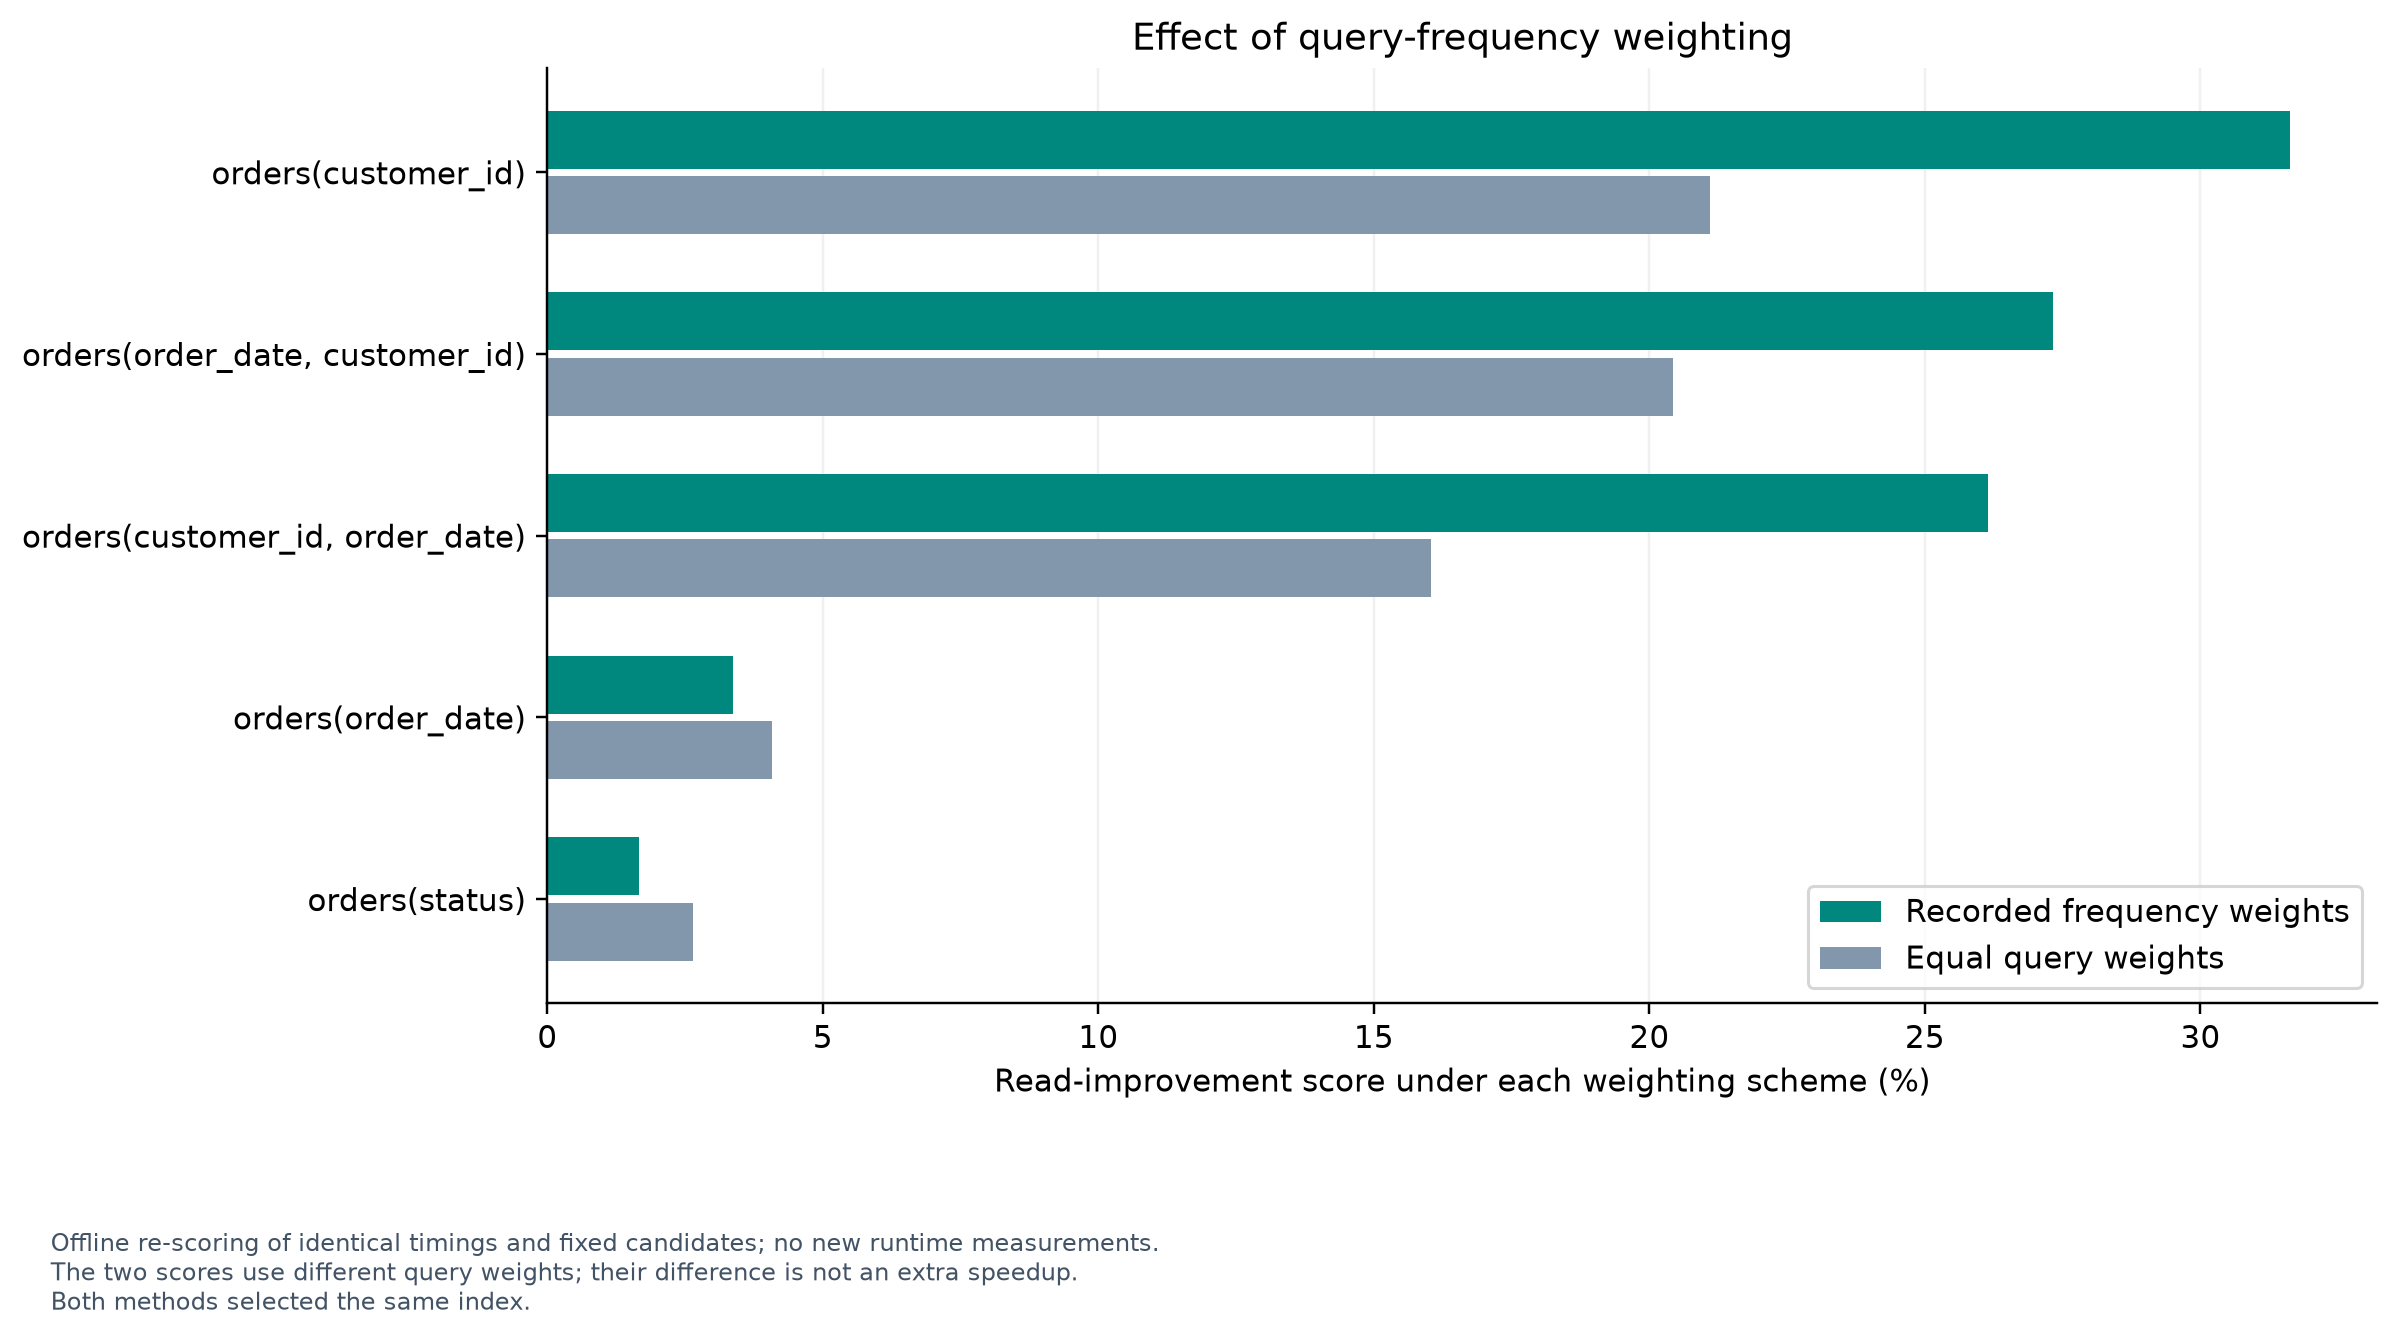 Effect of query-frequency weighting
orders(customer_id)
orders(order_date, customer_id)
orders(customer_id, order_date)
orders(order_date)
orders(status)
Recorded frequency weights
Equal query weights
0 5 10 15 20 25 30
Read-improvement score under each weighting scheme (%)
Offline re-scoring of identical timings and fixed candidates; no new runtime measurements.
The two scores use different query weights; their difference is not an extra speedup.
Both methods selected the same index.